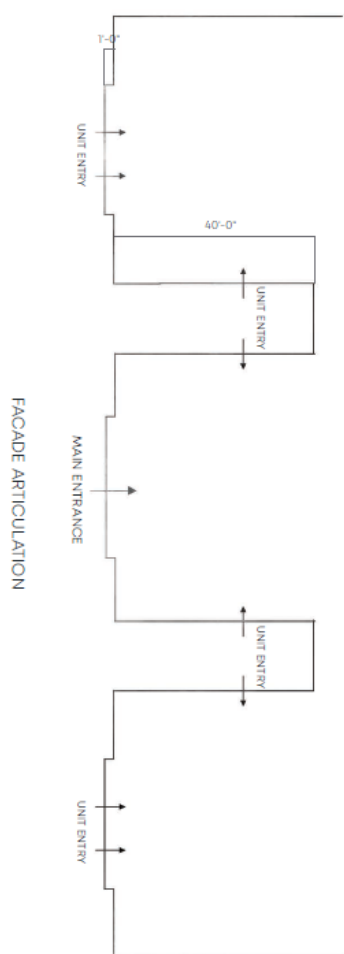 1'-0"
UNIT ENTRY
40'-0"
UNIT ENTRY
MAIN ENTRANCE
FACADE ARTICULATION
UNIT ENTRY
UNIT ENTRY